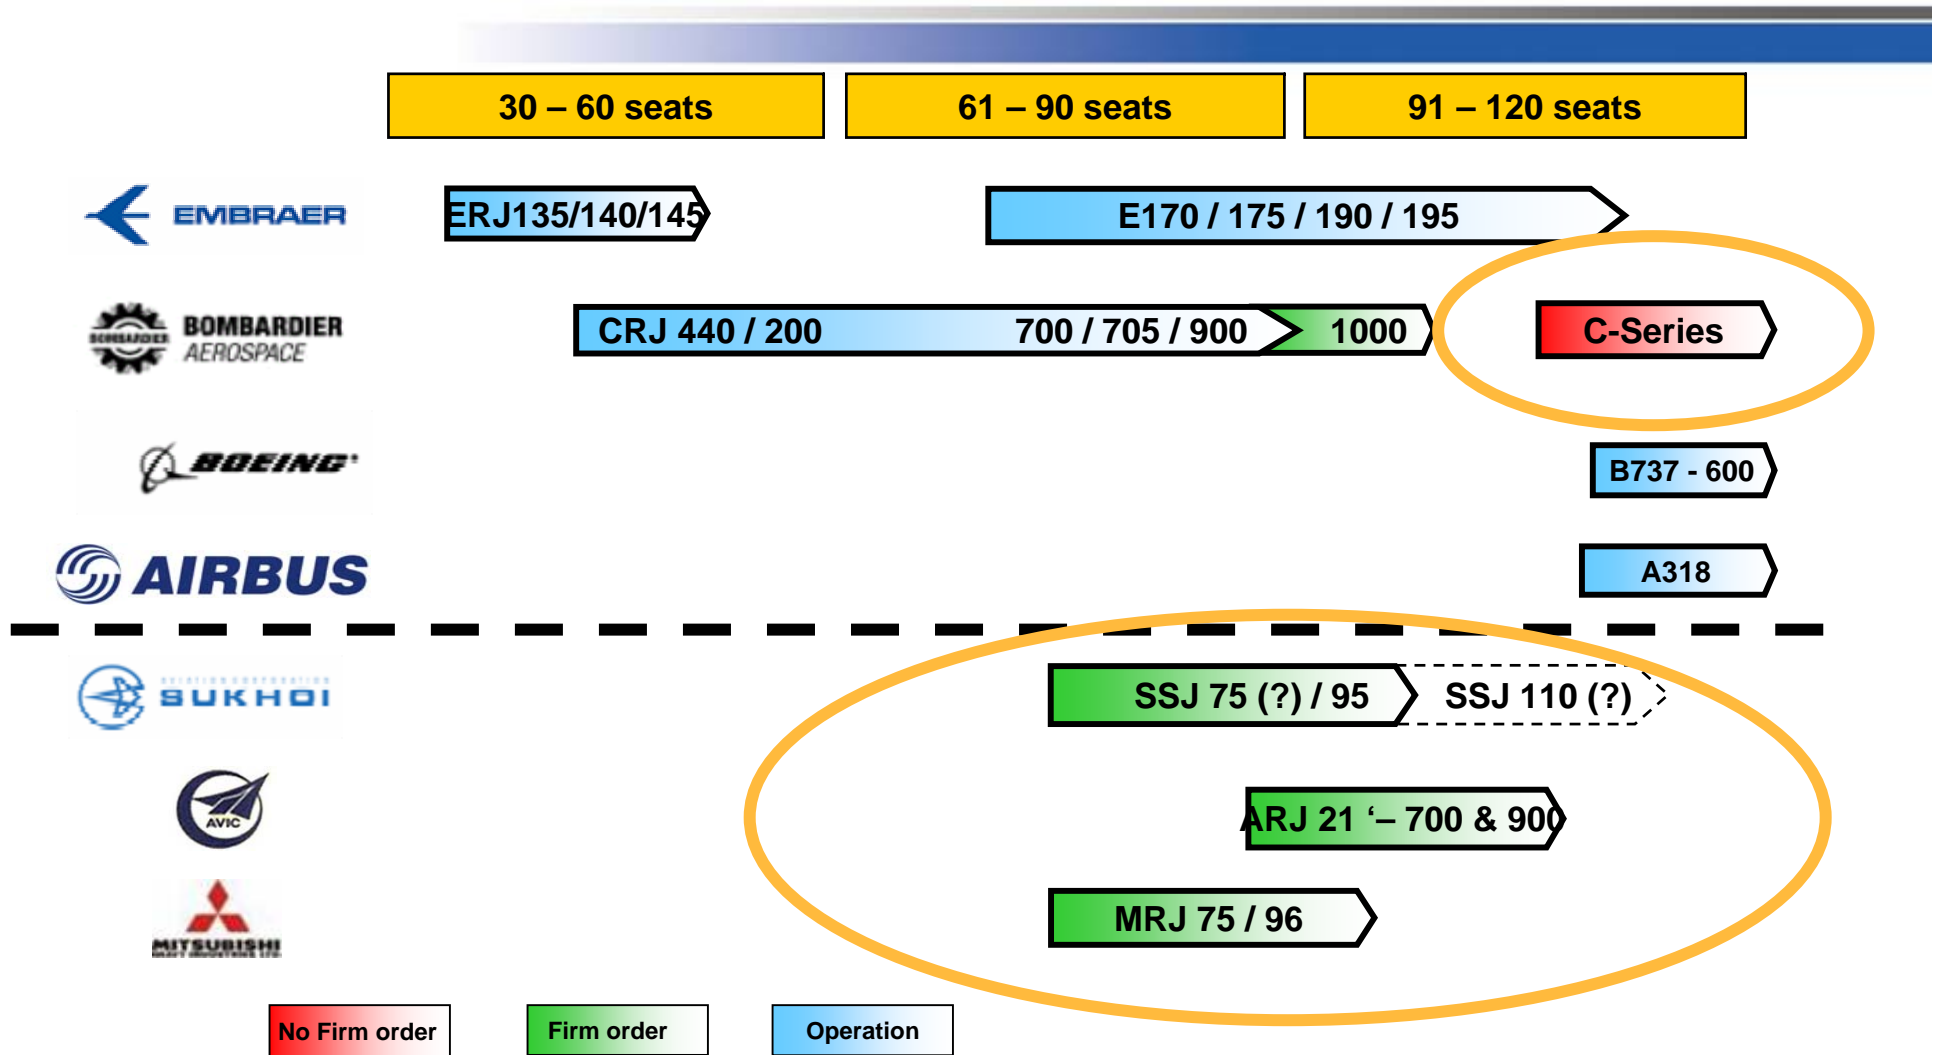 30 – 60 seats
61 – 90 seats
91 – 120 seats
EMBRAER
ERJ135/140/145
E170 / 175 / 190 / 195
BOMBARDIER
AEROSPACE
BOMBARDIER
CRJ 440 / 200
700 / 705 / 900
1000
C-Series
BOEING
B737 - 600
AIRBUS
A318
SUKHOI
SSJ 75 (?) / 95
SSJ 110 (?)
AVIC
ARJ 21 ‘– 700 & 900
MITSUBISHI
MRJ 75 / 96
No Firm order
Firm order
Operation